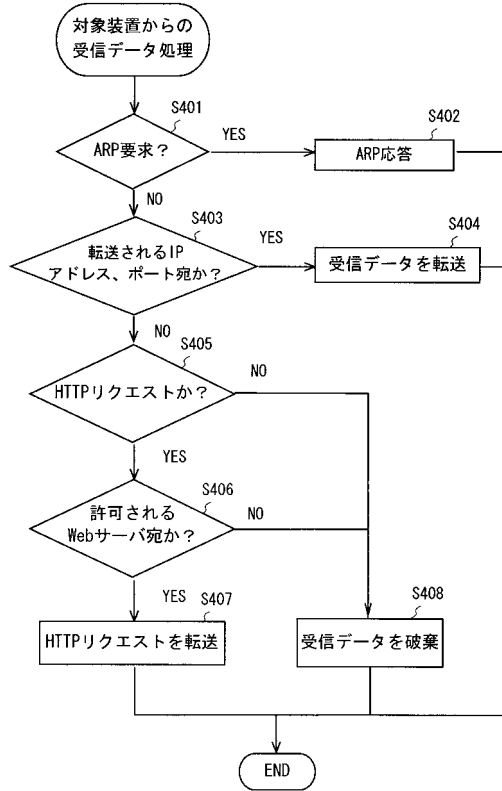 対象装置からの
受信データ処理
S401
ARP要求？
YES
S402
ARP応答
NO
S403
転送されるIP
アドレス、ポート宛か？
YES
S404
受信データを転送
NO
S405
HTTPリクエストか？
NO
YES
S406
許可される
Webサーバ宛か？
NO
YES
S407
HTTPリクエストを転送
S408
受信データを破棄
END